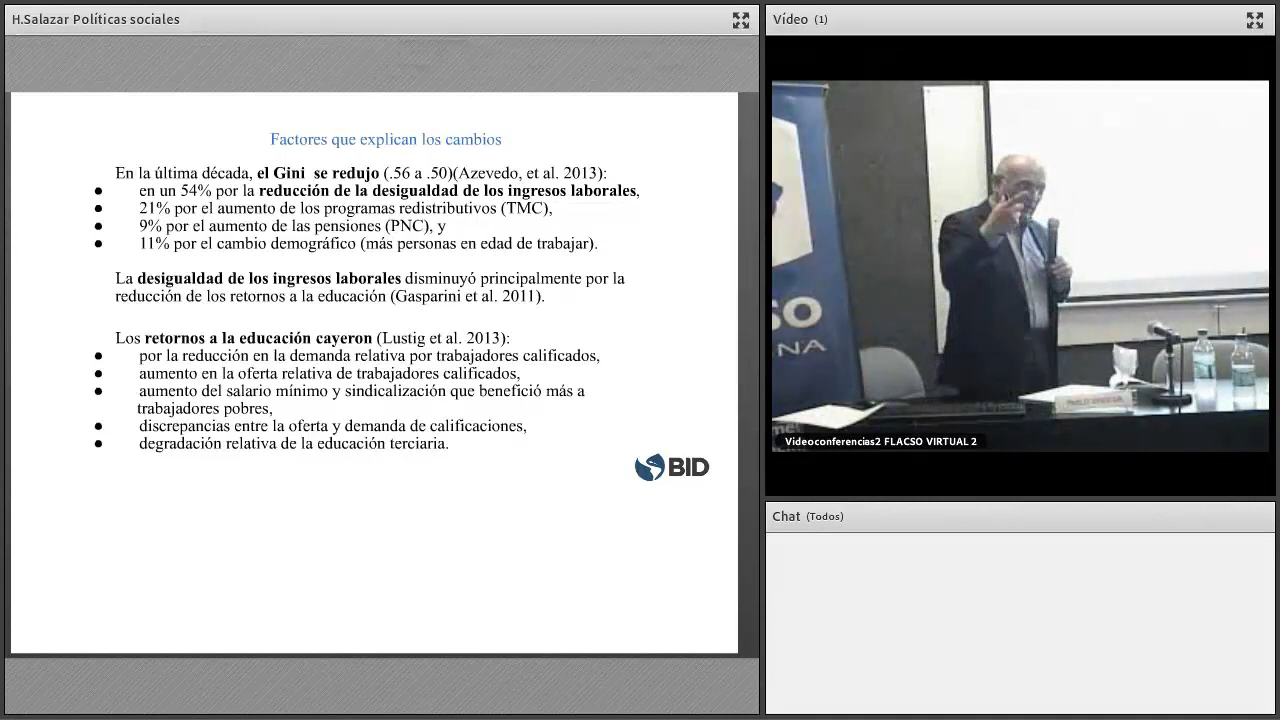 H.Salazar Políticas sociales
Factores que explican los cambios
En la última década, el Gini se redujo (.56 a .50)(Azevedo, et al. 2013):
● en un 54% por la reducción de la desigualdad de los ingresos laborales,
● 21% por el aumento de los programas redistributivos (TMC),
● 9% por el aumento de las pensiones (PNC), y
● 11% por el cambio demográfico (más personas en edad de trabajar).
La desigualdad de los ingresos laborales disminuyó principalmente por la
reducción de los retornos a la educación (Gasparini et al. 2011).
Los retornos a la educación cayeron (Lustig et al. 2013):
● por la reducción en la demanda relativa por trabajadores calificados,
● aumento en la oferta relativa de trabajadores calificados,
● aumento del salario mínimo y sindicalización que benefició más a
trabajadores pobres,
● discrepancias entre la oferta y demanda de calificaciones,
● degradación relativa de la educación terciaria.
BID
Vídeo (1)
SO
NA
Videoconferencias2 FLACSO VIRTUAL 2
Chat (Todos)